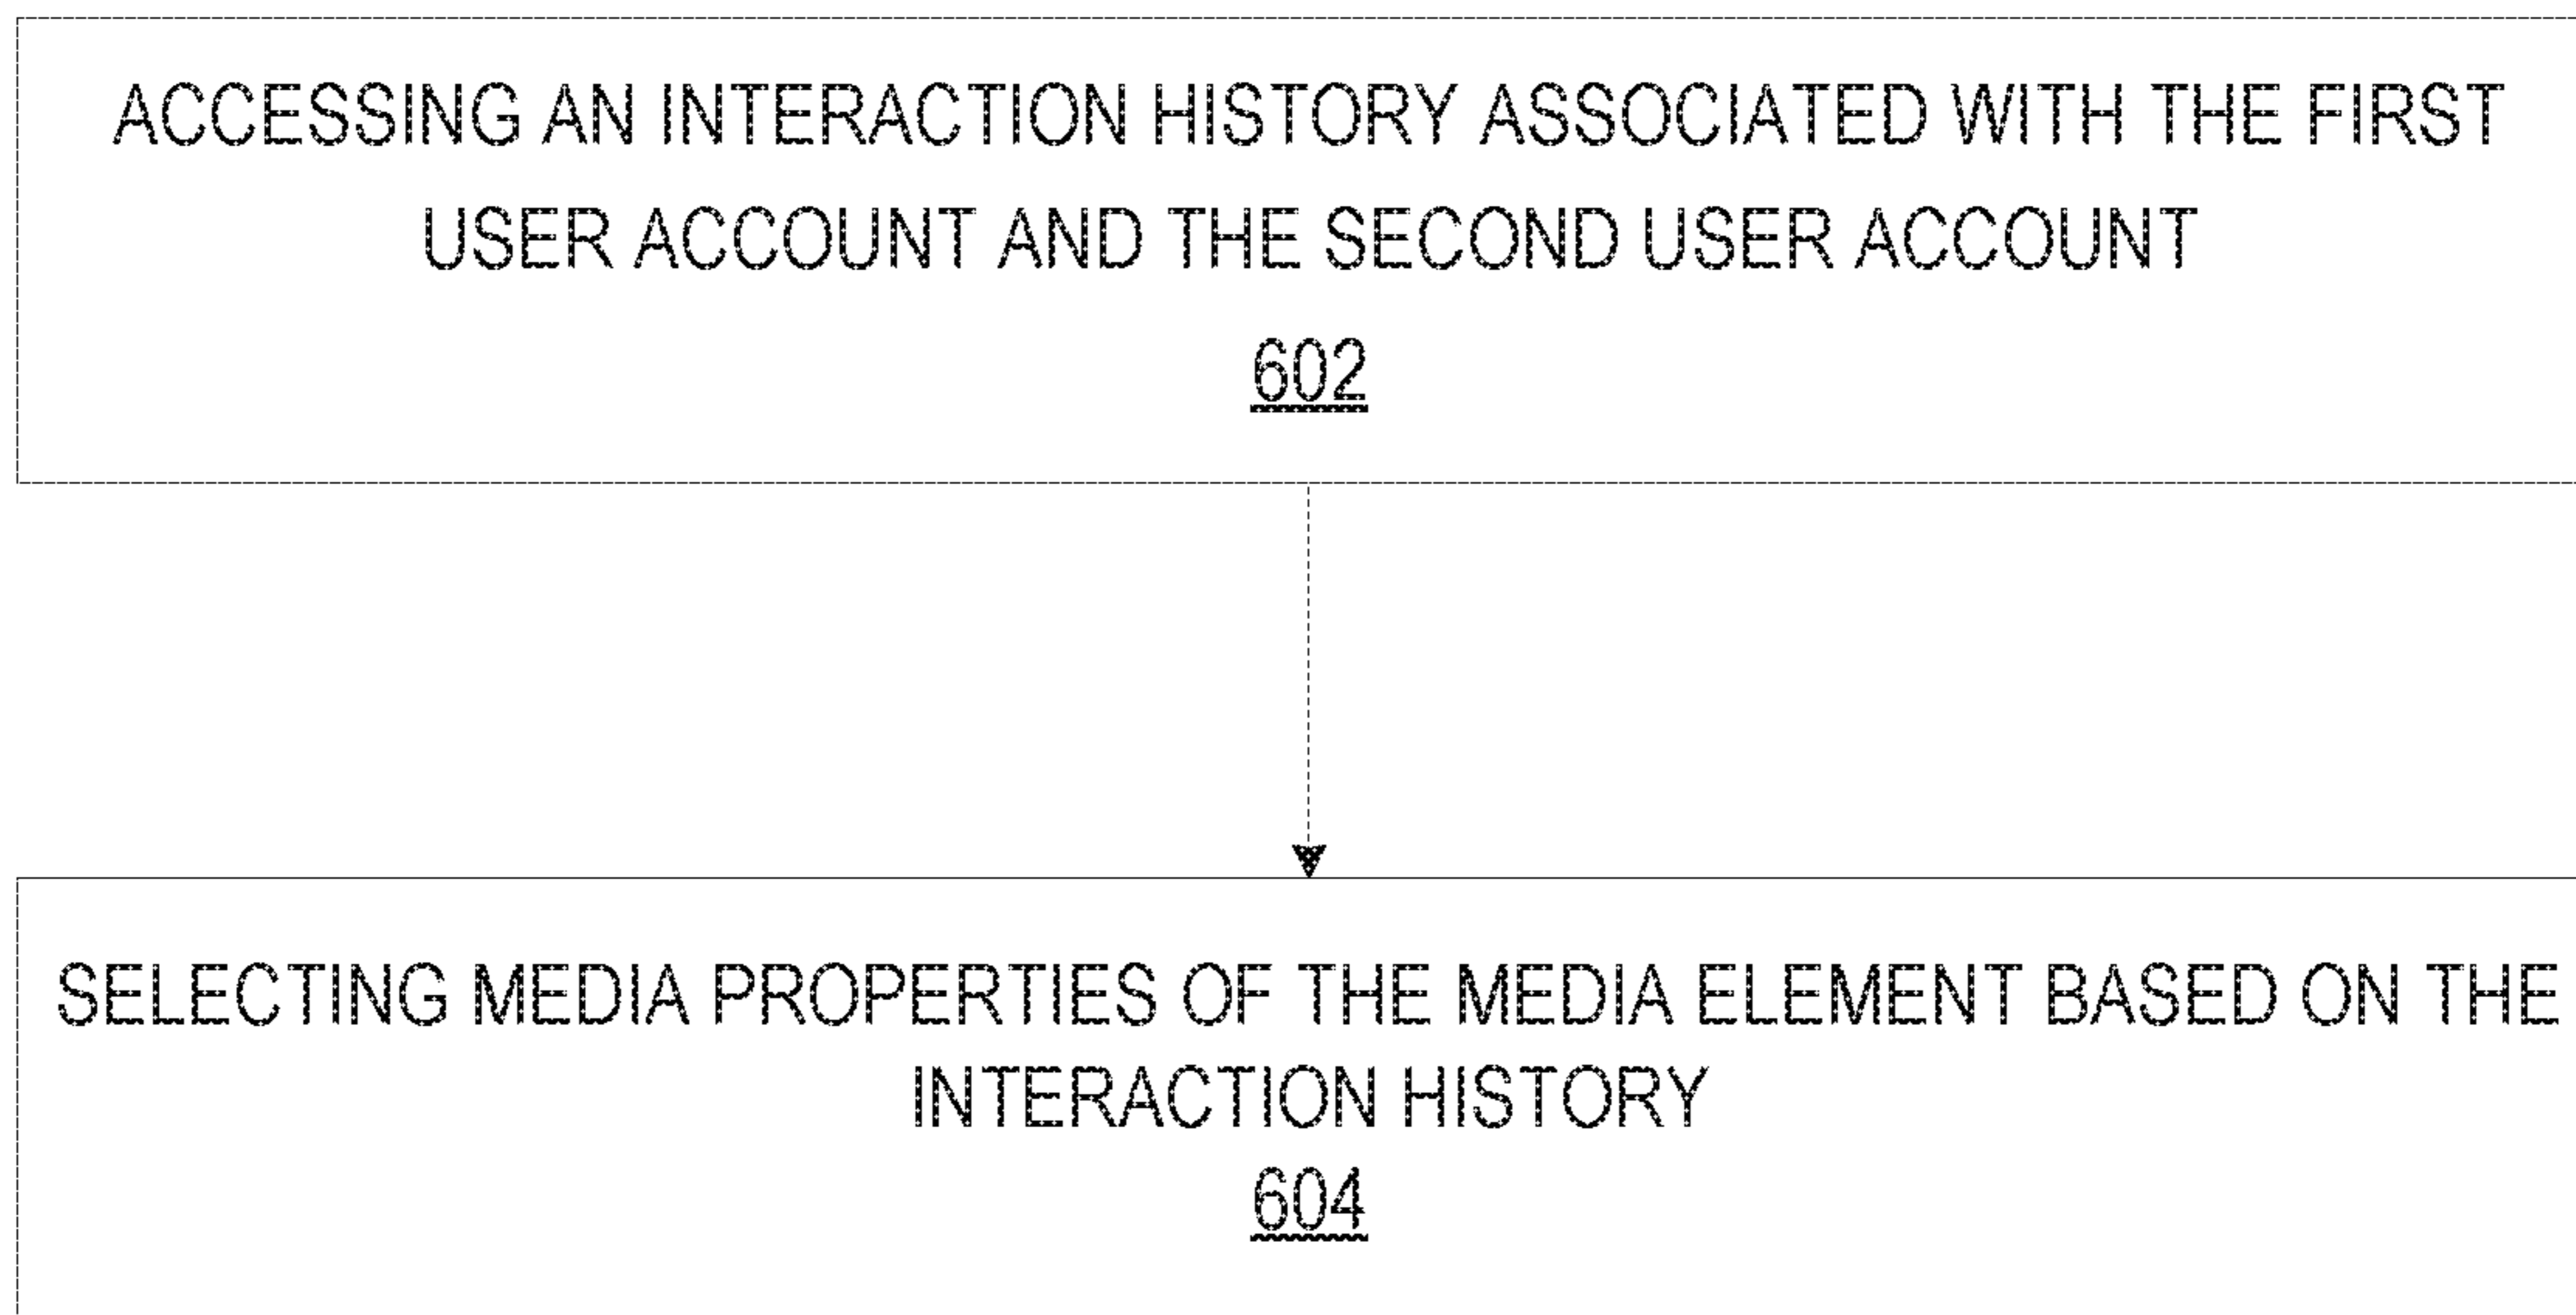 ACCESSING AN INTERACTION HISTORY ASSOCIATED WITH THE FIRST
USER ACCOUNT AND THE SECOND USER ACCOUNT
602
SELECTING MEDIA PROPERTIES OF THE MEDIA ELEMENT BASED ON THE
INTERACTION HISTORY
604